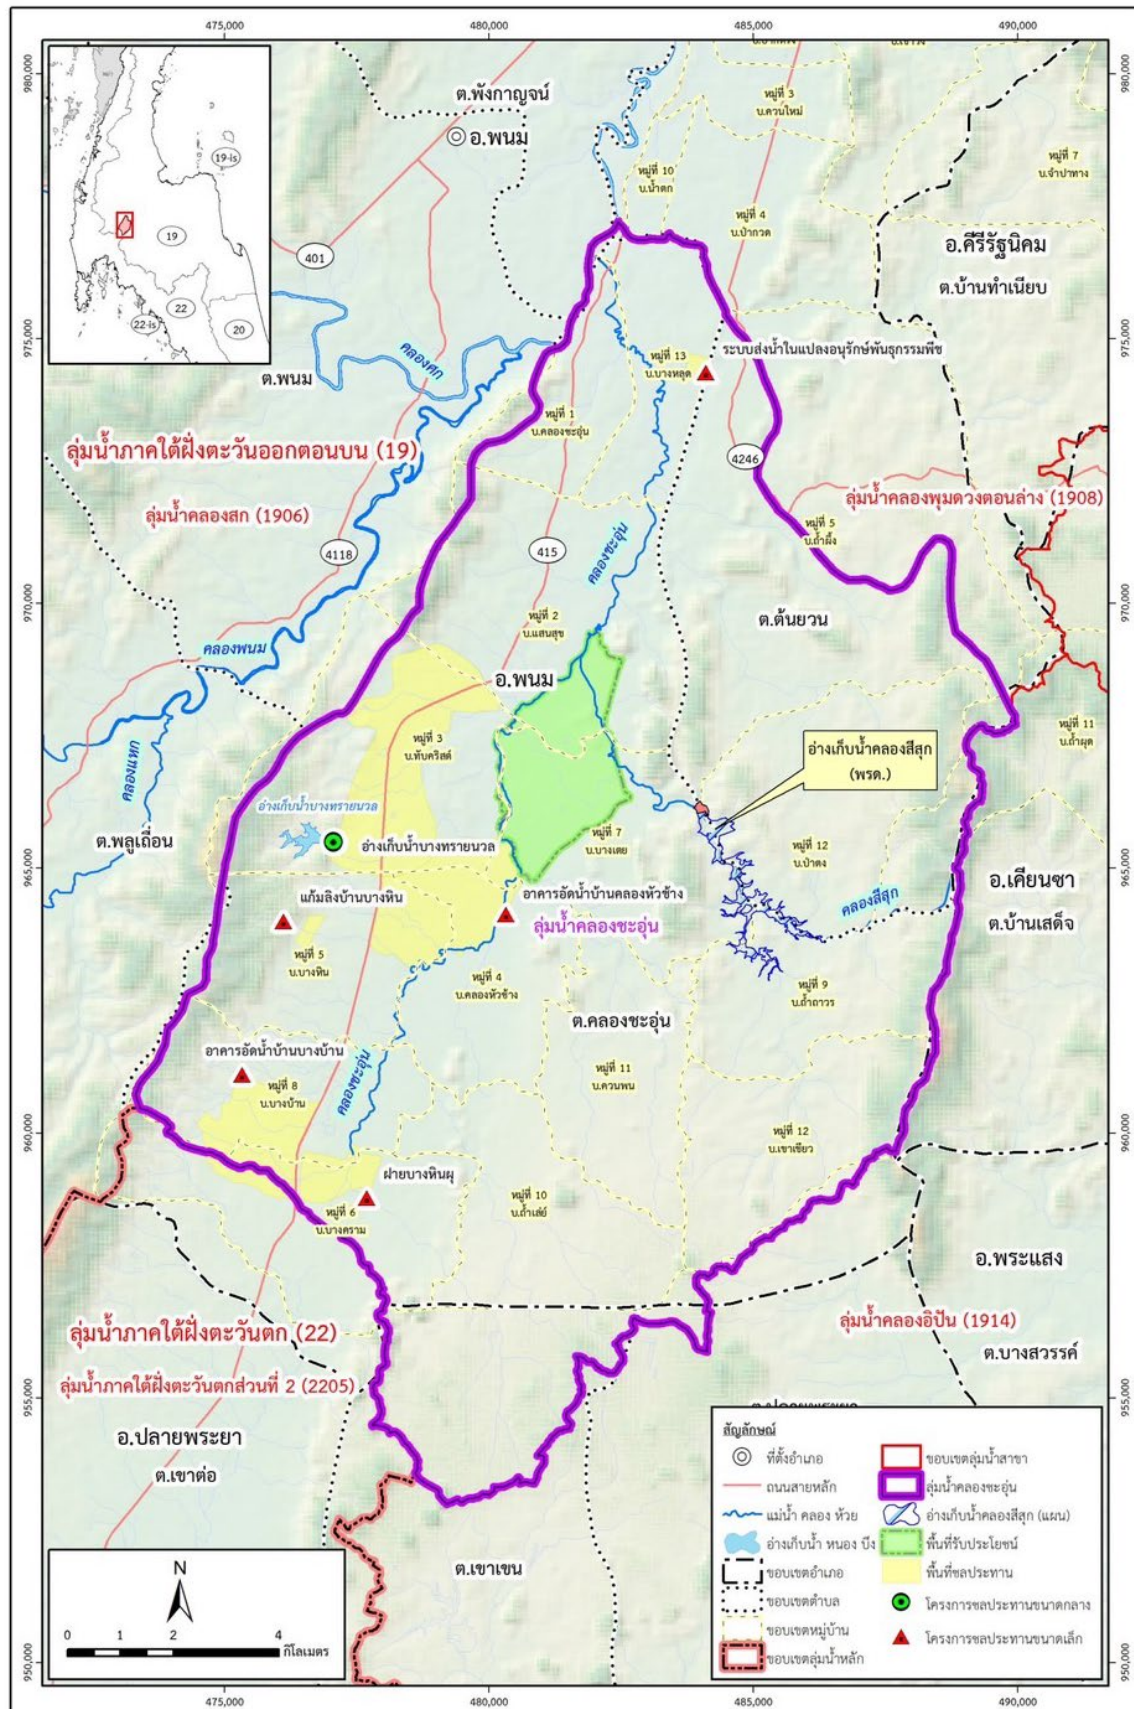 475,000
480,000
485,000
490,000
980,000
980,000
975,000
975,000
970,000
970,000
965,000
965,000
960,000
960,000
955,000
955,000
950,000
950,000
19-is
19
22
22-is
20
ต.พังกาญจน์
อ.พนม
หมู่ที่ 3
บ.ควนใหม่
หมู่ที่ 10
บ.น้ำตก
หมู่ที่ 4
บ.ป่ากวด
หมู่ที่ 7
บ.จำปาทาง
อ.คีรีรัฐนิคม
ต.บ้านทำเนียบ
401
คลองศก
ต.พนม
ระบบส่งน้ำในแปลงอนุรักษ์พันธุกรรมพืช
หมู่ที่ 13
บ.บางหลุด
หมู่ที่ 1
บ.คลองชะอุ่น
ลุ่มน้ำภาคใต้ฝั่งตะวันออกตอนบน (19)
4246
ลุ่มน้ำคลองพุมดวงตอนล่าง (1908)
ลุ่มน้ำคลองสก (1906)
หมู่ที่ 5
บ.ถ้ำผึ้ง
4118
415
คลองชะอุ่น
หมู่ที่ 2
บ.แสนสุข
ต.ต้นยวน
คลองพนม
อ.พนม
หมู่ที่ 11
บ.ถ้ำผุด
หมู่ที่ 3
บ.ทับคริสต์
อ่างเก็บน้ำคลองสีสุก
(พรด.)
คลองแหก
อ่างเก็บน้ำบางทรายนวล
ต.พลูเถื่อน
อ่างเก็บน้ำบางทรายนวล
หมู่ที่ 7
บ.บางเตย
หมู่ที่ 12
บ.ป่าตง
อ.เคียนซา
ต.บ้านเสด็จ
แก้มลิงบ้านบางหิน
อาคารอัดน้ำบ้านคลองหัวช้าง
คลองสีสุก
ลุ่มน้ำคลองชะอุ่น
หมู่ที่ 5
บ.บางหิน
หมู่ที่ 4
บ.คลองหัวช้าง
หมู่ที่ 9
บ.ถ้ำถาวร
ต.คลองชะอุ่น
อาคารอัดน้ำบ้านบางบ้าน
คลองชะอุ่น
หมู่ที่ 11
บ.ควนพน
หมู่ที่ 8
บ.บางบ้าน
หมู่ที่ 12
บ.เขาเขียว
ฝายบางหินผุ
หมู่ที่ 10
บ.ถ้ำเล่ย์
หมู่ที่ 6
บ.บางคราม
อ.พระแสง
ลุ่มน้ำคลองอิปัน (1914)
ลุ่มน้ำภาคใต้ฝั่งตะวันตก (22)
ต.บางสวรรค์
ลุ่มน้ำภาคใต้ฝั่งตะวันตกส่วนที่ 2 (2205)
อ.ปลายพระยา
ต.เขาต่อ
ต.เขาเขน
N
0 1 2 4
กิโลเมตร
สัญลักษณ์
ที่ตั้งอำเภอ
ถนนสายหลัก
แม่น้ำ คลอง ห้วย
อ่างเก็บน้ำ หนอง บึง
ขอบเขตอำเภอ
ขอบเขตตำบล
ขอบเขตหมู่บ้าน
ขอบเขตลุ่มน้ำหลัก
ขอบเขตลุ่มน้ำสาขา
ลุ่มน้ำคลองชะอุ่น
อ่างเก็บน้ำคลองสีสุก (แผน)
พื้นที่รับประโยชน์
พื้นที่ชลประทาน
โครงการชลประทานขนาดกลาง
โครงการชลประทานขนาดเล็ก
475,000
480,000
485,000
490,000